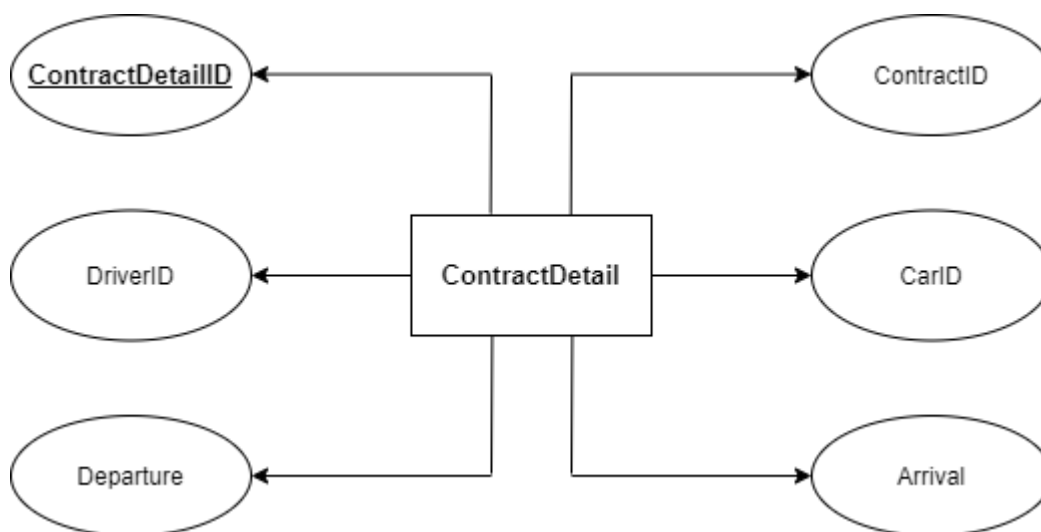 ContractDetailID
ContractID
DriverID
ContractDetail
CarID
Departure
Arrival